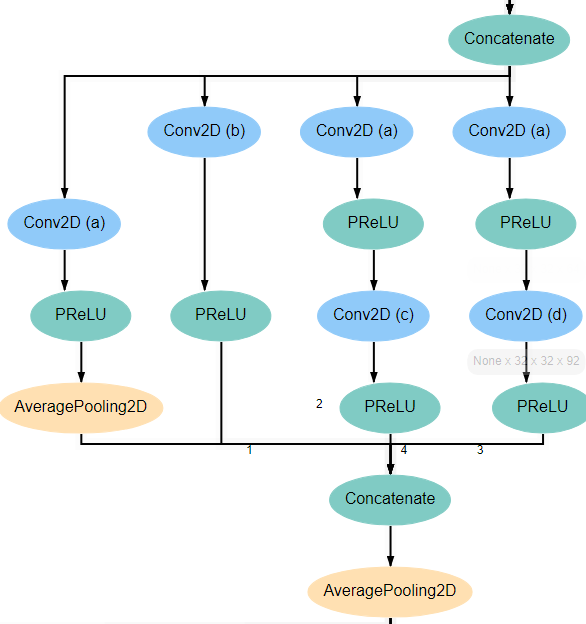 Concatenate
Conv2D (b)
Conv2D (a)
Conv2D (a)
Conv2D (a)
PReLU
PReLU
PReLU
PReLU
Conv2D (c)
Conv2D (d)
None x 32 x 32 x 92
AveragePooling2D
2
PReLU
PReLU
1
4
3
Concatenate
AveragePooling2D